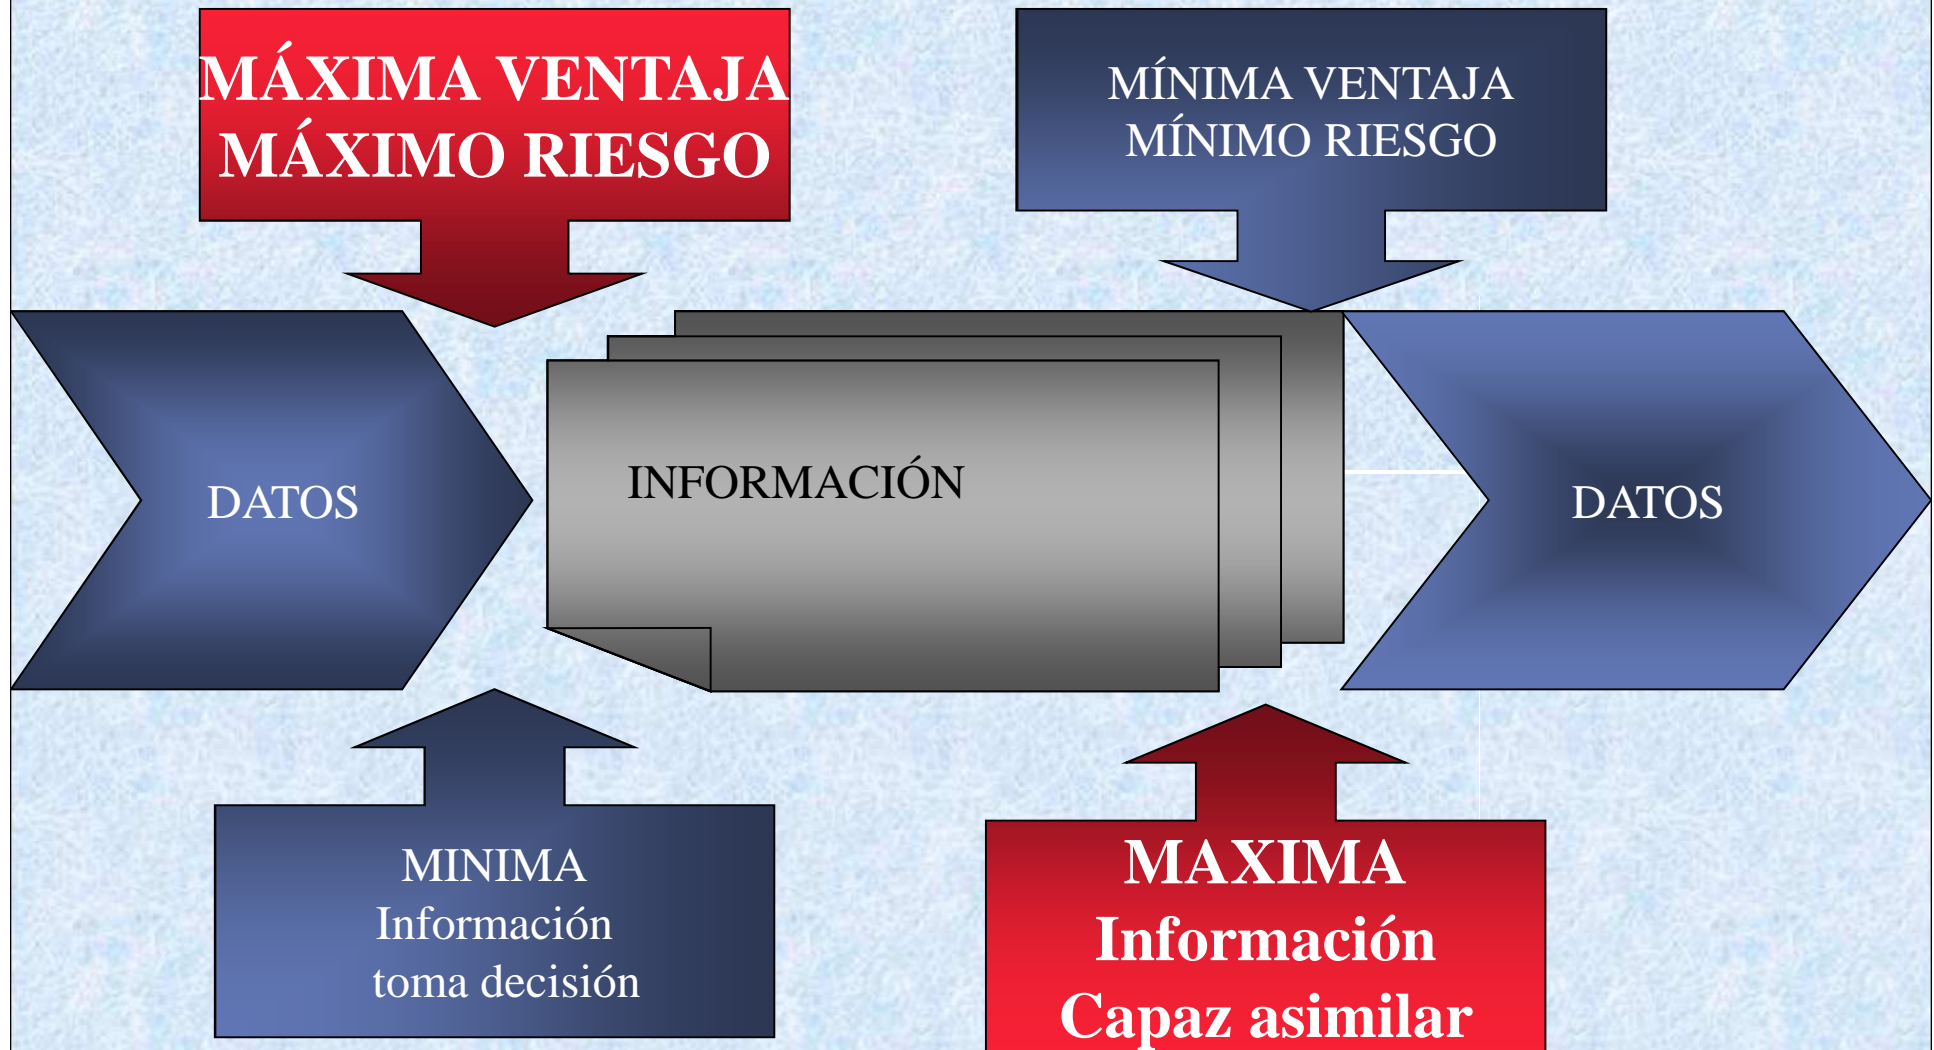 MÁXIMA VENTAJA
MÁXIMO RIESGO
MÍNIMA VENTAJA
MÍNIMO RIESGO
DATOS
INFORMACIÓN
DATOS
MINIMA
Información
toma decisión
MAXIMA
Información
Capaz asimilar